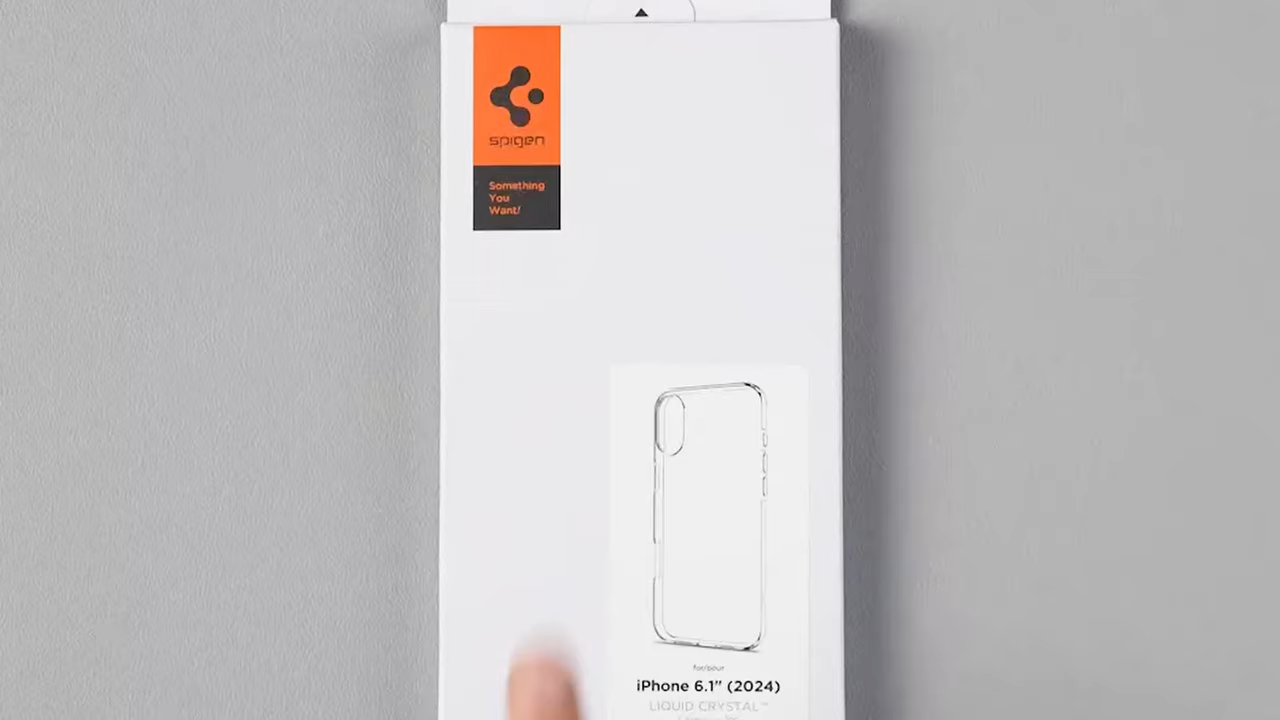 spigen
Something
You
Want!
for/pour
iPhone 6.1" (2024)
LIQUID CRYSTAL™